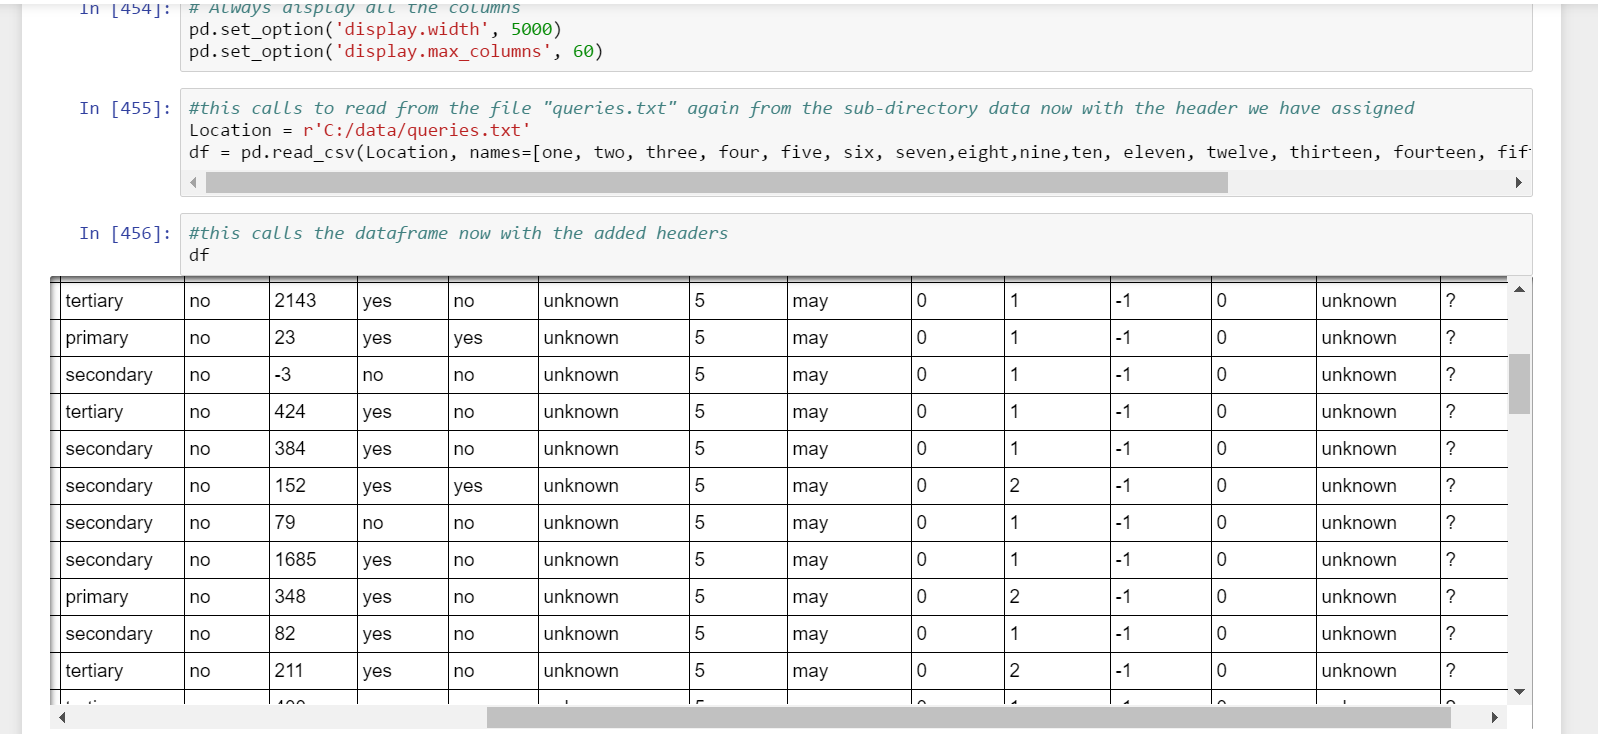 In [454]: # Always display all the columns
pd.set_option('display.width', 5000)
pd.set_option('display.max_columns', 60)
In [455]: #this calls to read from the file "queries.txt" again from the sub-directory data now with the header we have assigned
Location = r'C:/data/queries.txt'
df = pd.read_csv(Location, names=[one, two, three, four, five, six, seven,eight,nine,ten, eleven, twelve, thirteen, fourteen,
In [456]: #this calls the dataframe now with the added headers
df
tertiary no 2143 yes no unknown 5 may 0 1 -1 0 unknown ?
primary no 23 yes yes unknown 5 may 0 1 -1 0 unknown ?
secondary no -3 no no unknown 5 may 0 1 -1 0 unknown ?
tertiary no 424 yes no unknown 5 may 0 1 -1 0 unknown ?
secondary no 384 yes no unknown 5 may 0 1 -1 0 unknown ?
secondary no 152 yes yes unknown 5 may 0 2 -1 0 unknown ?
secondary no 79 no no unknown 5 may 0 1 -1 0 unknown ?
secondary no 1685 yes no unknown 5 may 0 1 -1 0 unknown ?
primary no 348 yes no unknown 5 may 0 2 -1 0 unknown ?
secondary no 82 yes no unknown 5 may 0 1 -1 0 unknown ?
tertiary no 211 yes no unknown 5 may 0 2 -1 0 unknown ?